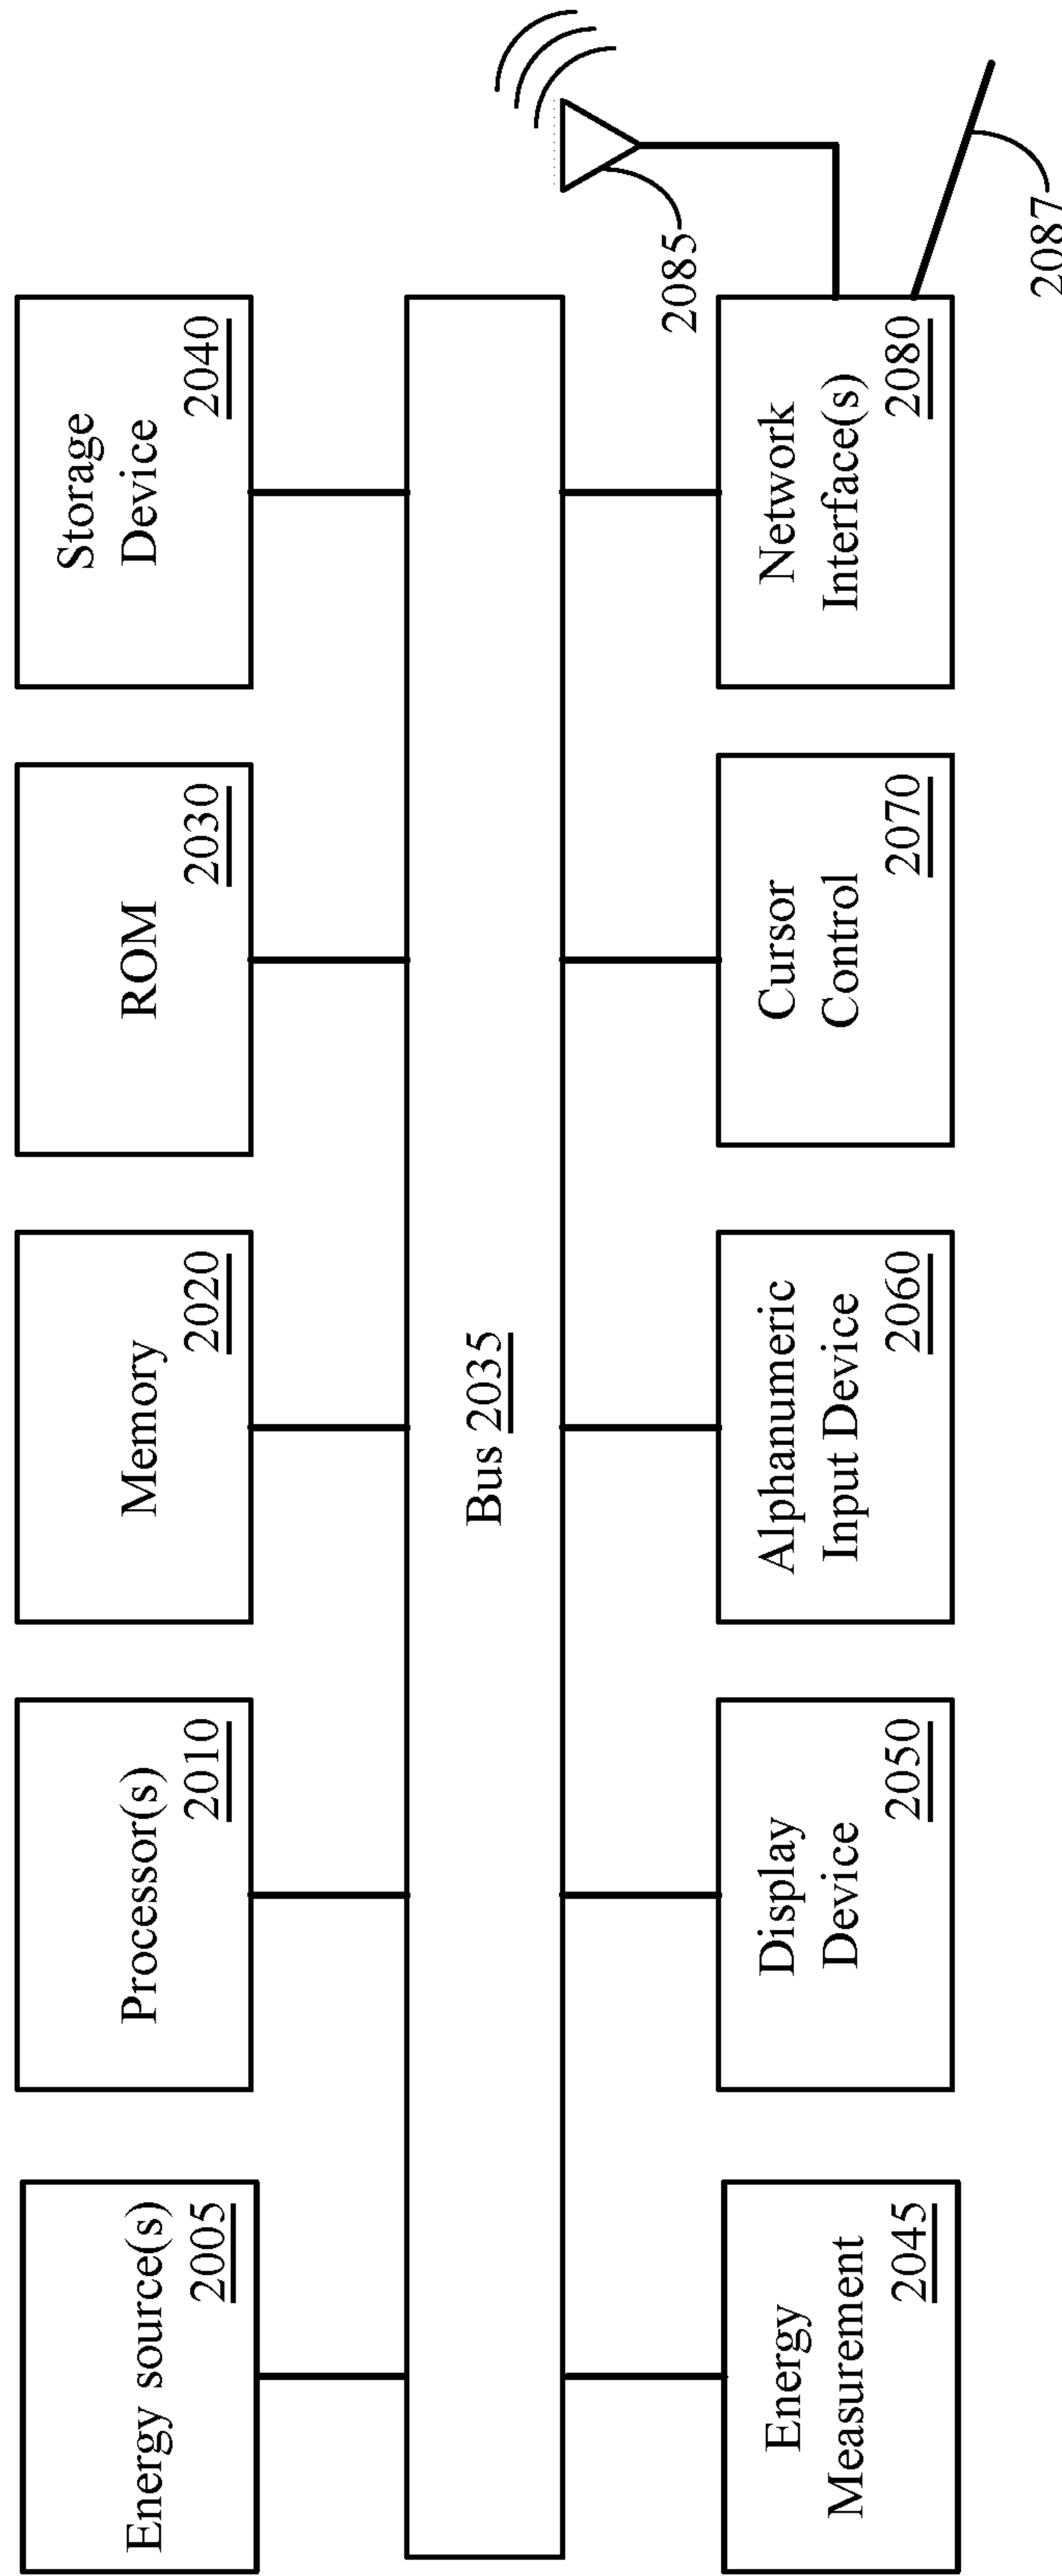 Energy source(s)
2005
Processor(s)
2010
Memory
2020
ROM
2030
Storage
Device
2040
Bus 2035
Energy
Measurement
2045
Display
Device
2050
Alphanumeric
Input Device
2060
Cursor
Control
2070
Network
Interface(s)
2080
2085
2087